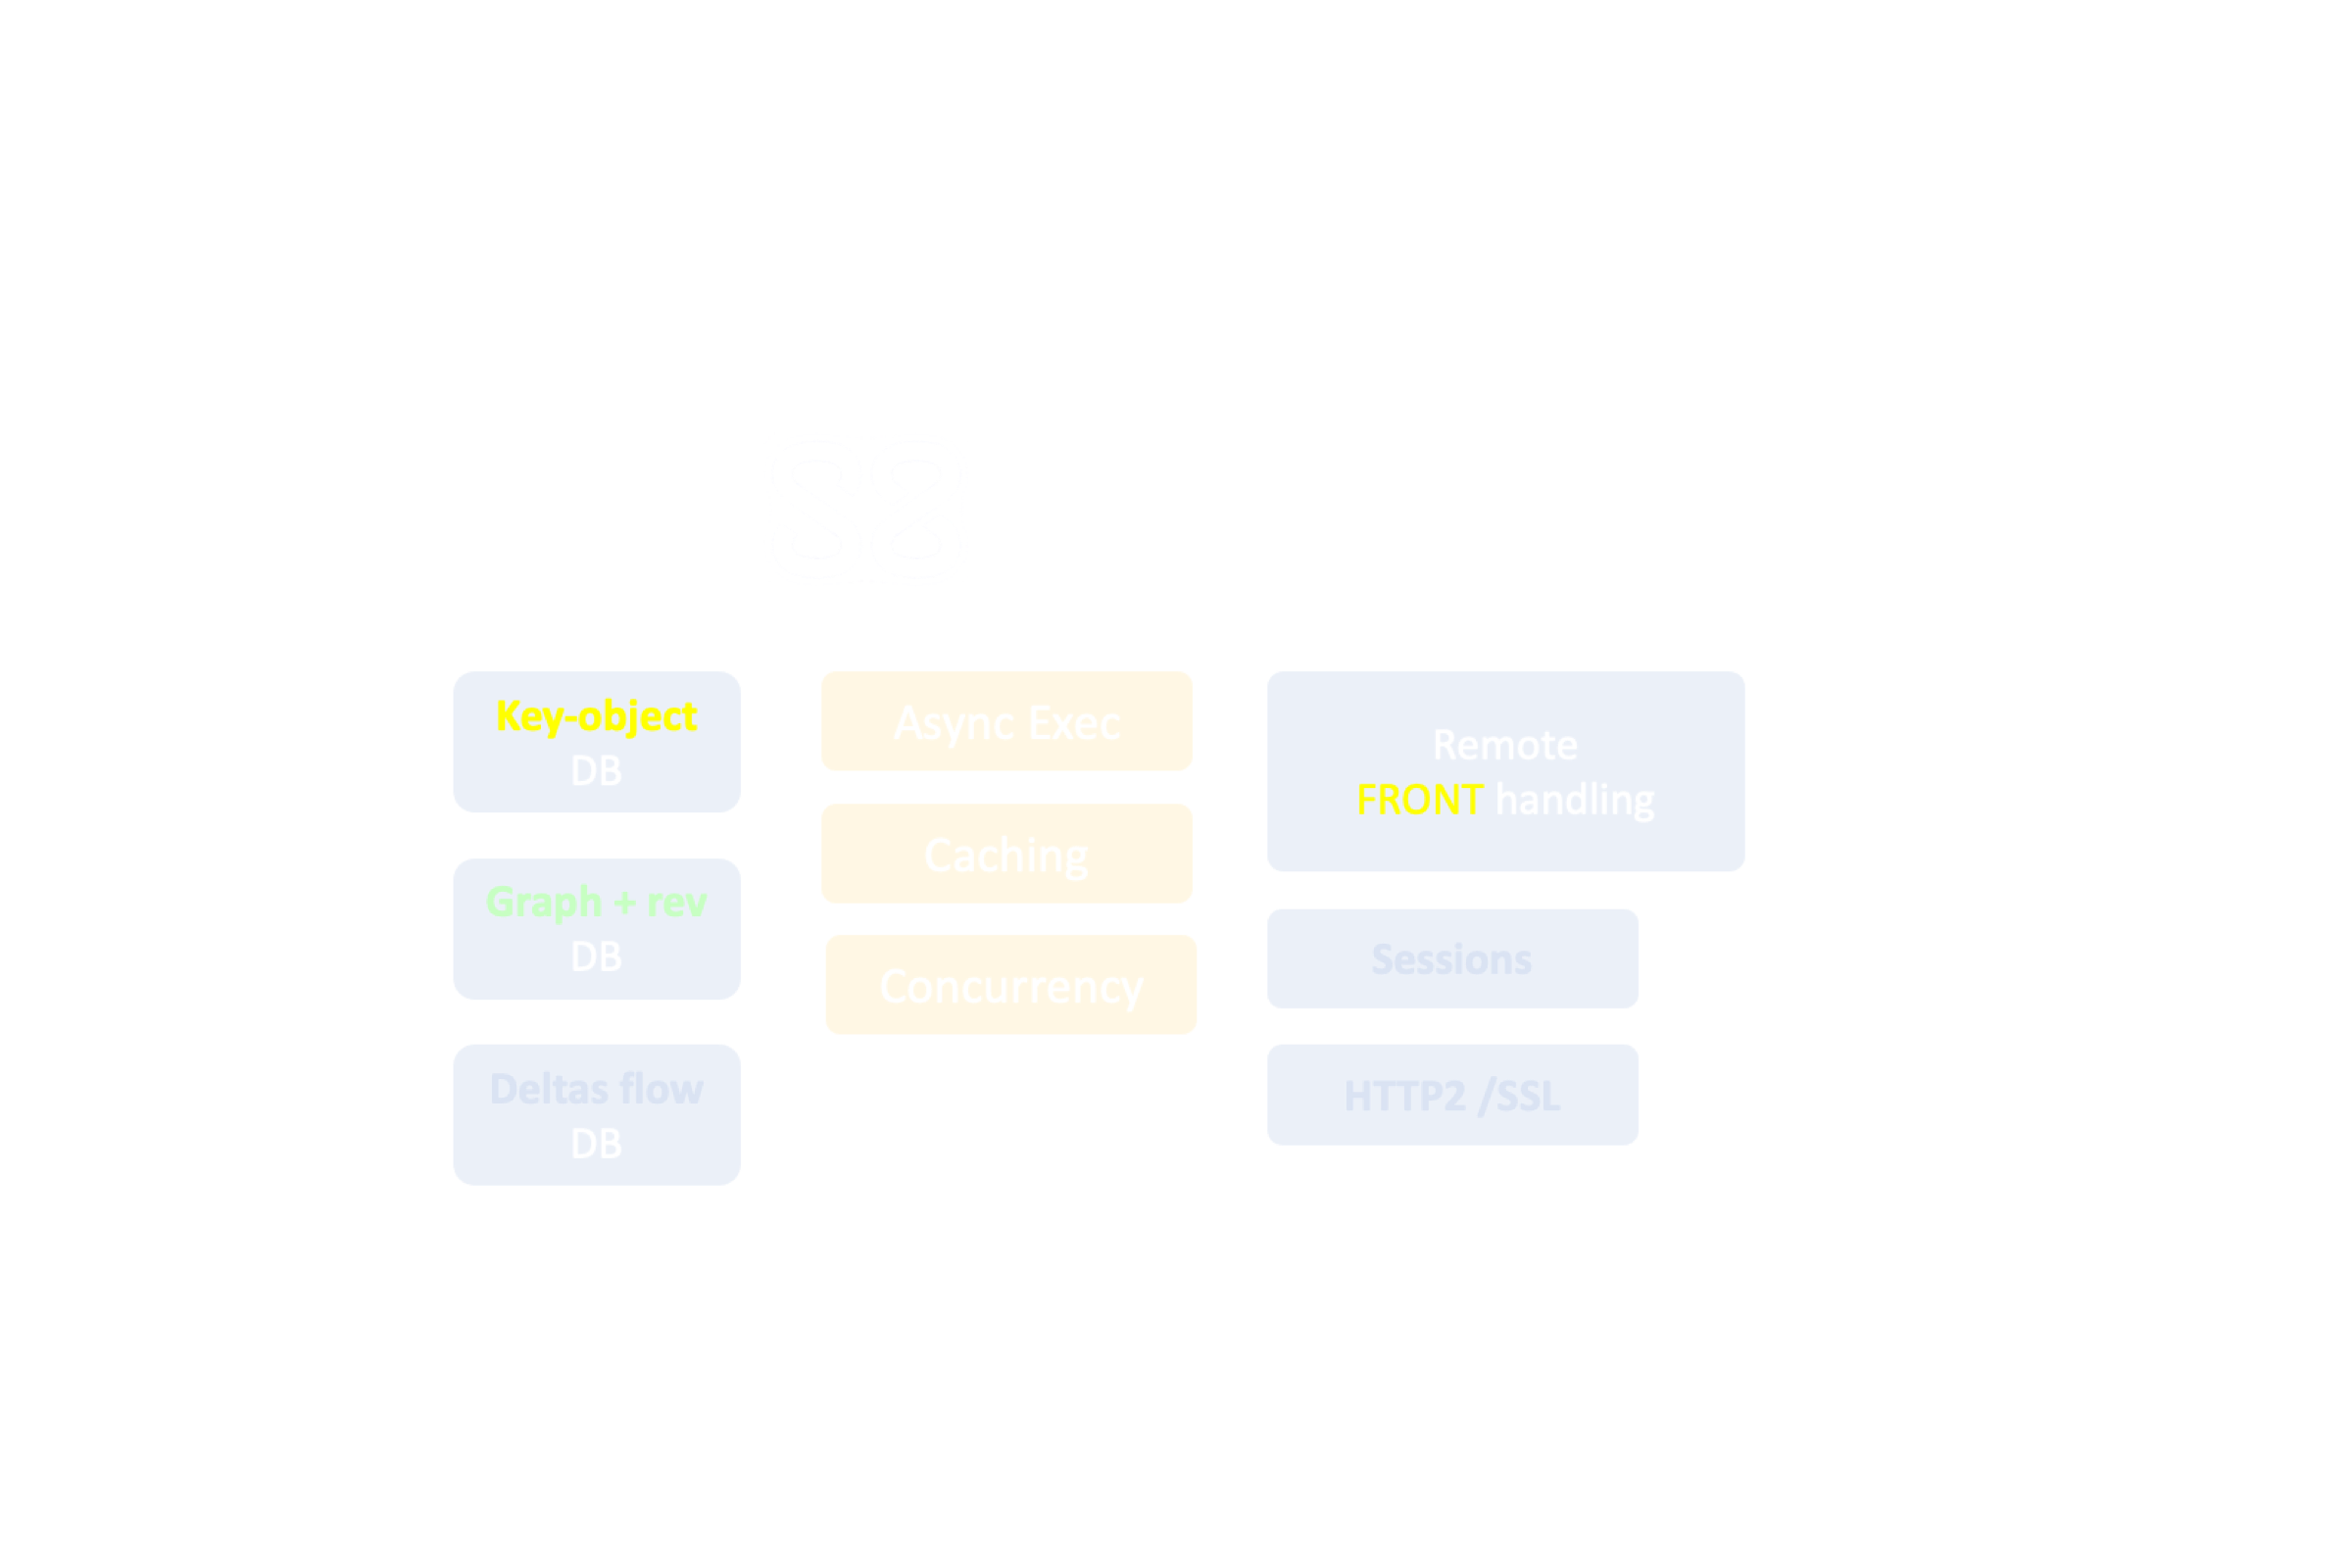 Key-object
DB
Graph + rev
DB
Deltas flow
DB
Async Exec
Caching
Concurrency
Remote
FRONT handling
Sessions
HTTP2 /SSL